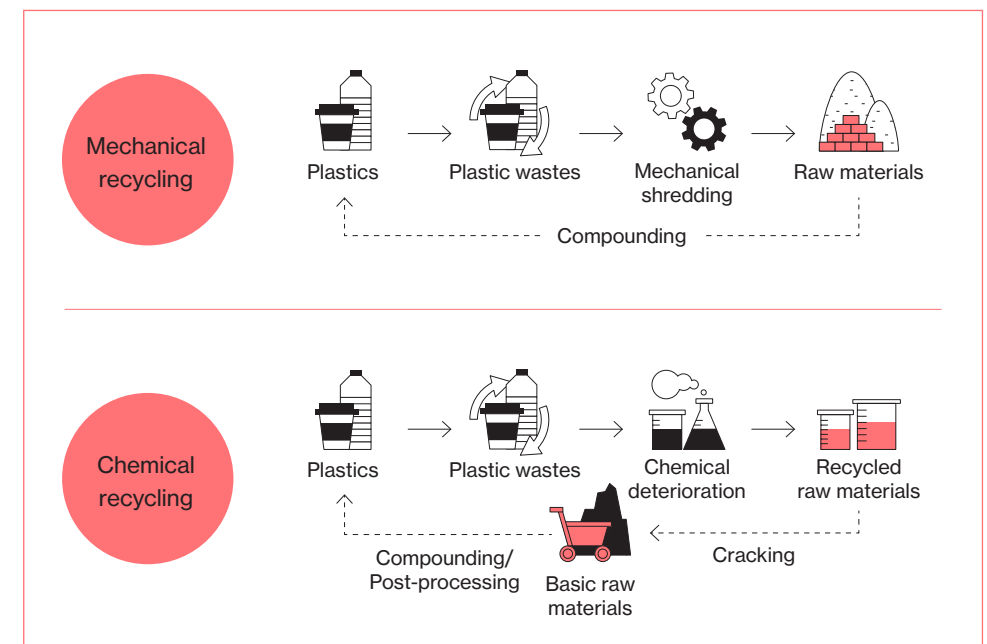 Mechanical
recycling
Plastics
Plastic wastes
Mechanical
shredding
Raw materials
Compounding
Chemical
recycling
Plastics
Plastic wastes
Chemical
deterioration
Recycled
raw materials
Cracking
Compounding/
Post-processing
Basic raw
materials